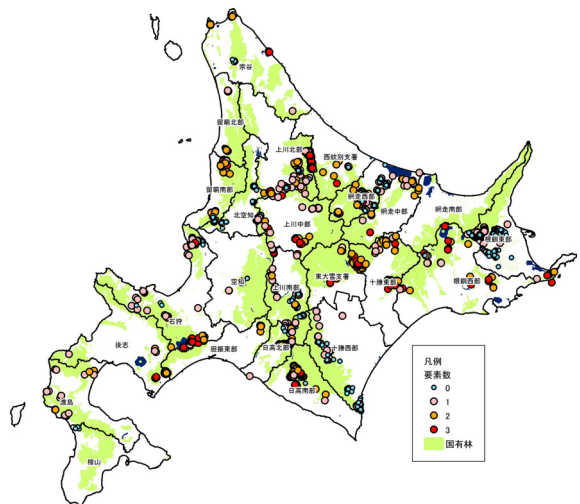 宗谷
留萌北部
上川北部
西紋別支署
網走西部
留萌南部
網走中部
網走南部
北空知
上川中部
根釧東部
東大雪支署
空知
十勝東部
根釧西部
上川南部
石狩
後志
胆振東部
日高北部
十勝西部
日高南部
渡島
檜山
凡例
要素数
0
1
2
3
国有林